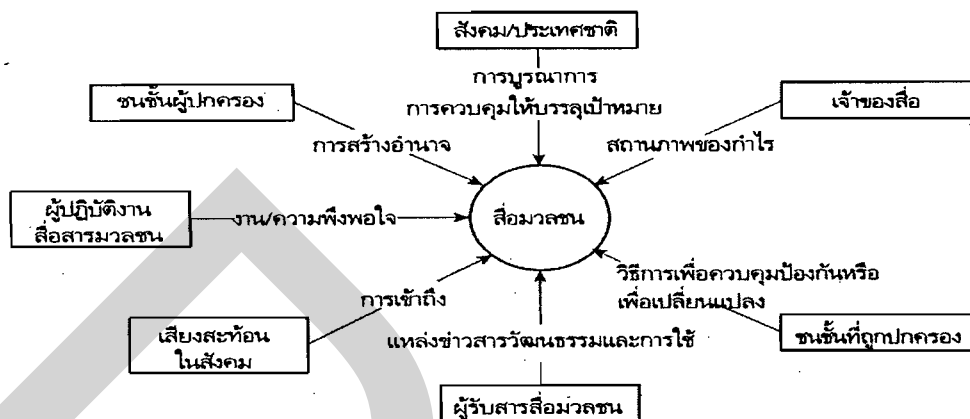 สังคม/ประเทศชาติ
การบูรณาการ
การควบคุมให้บรรลุเป้าหมาย
ชนชั้นผู้ปกครอง
เจ้าของสื่อ
การสร้างอำนาจ
สถานภาพของกำไร
ผู้ปฏิบัติงาน
สื่อสารมวลชน
งาน/ความพึงพอใจ
สื่อมวลชน
วิธีการเพื่อควบคุมป้องกันหรือ
เพื่อเปลี่ยนแปลง
การเข้าถึง
เสียงสะท้อน
ในสังคม
แหล่งข่าวสารวัฒนธรรมและการใช้
ชนชั้นที่ถูกปกครอง
ผู้รับสารสื่อมวลชน